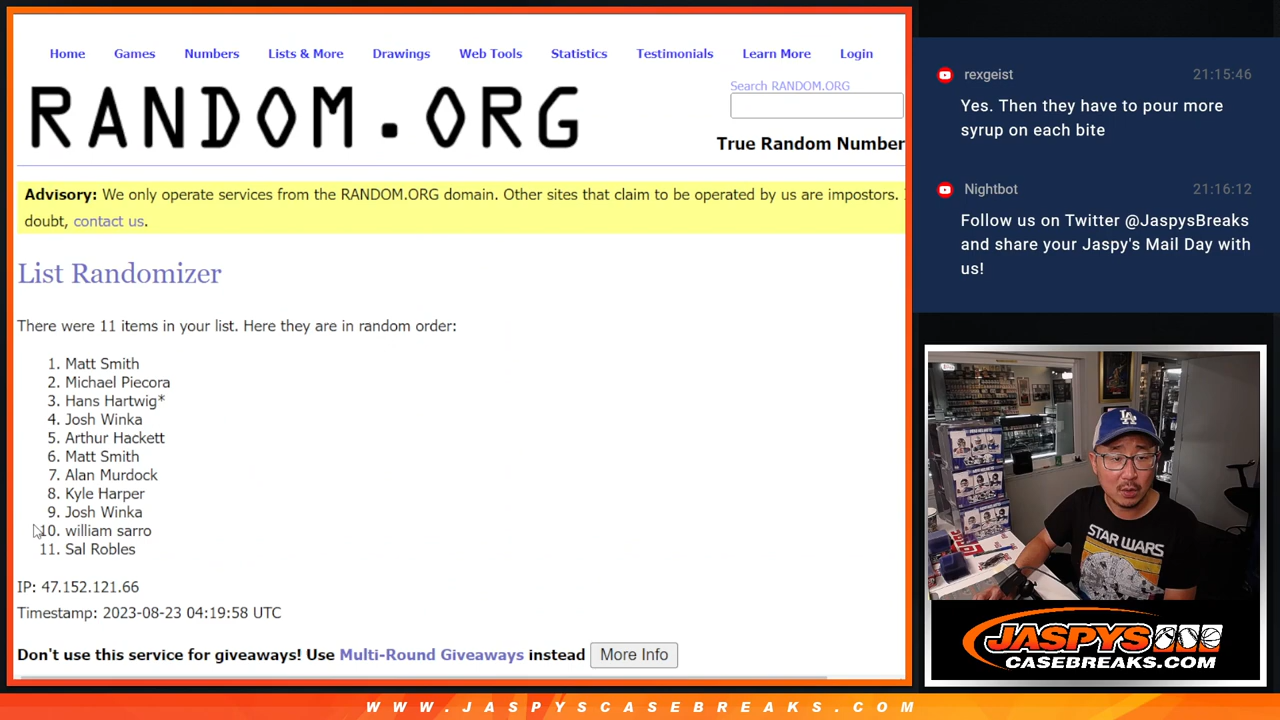 Home Games Numbers Lists & More Drawings Web Tools Statistics Testimonials Learn More Login
RANDOM.ORG
Search RANDOM.ORG
True Random Number
Advisory: We only operate services from the RANDOM.ORG domain. Other sites that claim to be operated by us are impostors.
doubt, contact us.
List Randomizer
There were 11 items in your list. Here they are in random order:
1. Matt Smith
2. Michael Piecora
3. Hans Hartwig*
4. Josh Winka
5. Arthur Hackett
6. Matt Smith
7. Alan Murdock
8. Kyle Harper
9. Josh Winka
10. william sarro
11. Sal Robles
IP: 47.152.121.66
Timestamp: 2023-08-23 04:19:58 UTC
Don't use this service for giveaways! Use Multi-Round Giveaways instead More Info
rexgeist 21:15:46
Yes. Then they have to pour more
syrup on each bite
Nightbot 21:16:12
Follow us on Twitter @JaspysBreaks
and share your Jaspy's Mail Day with
us!
STAR WARS
JASPYS
CASEBREAKS.COM
WWW.JASPYSCASEBREAKS.COM